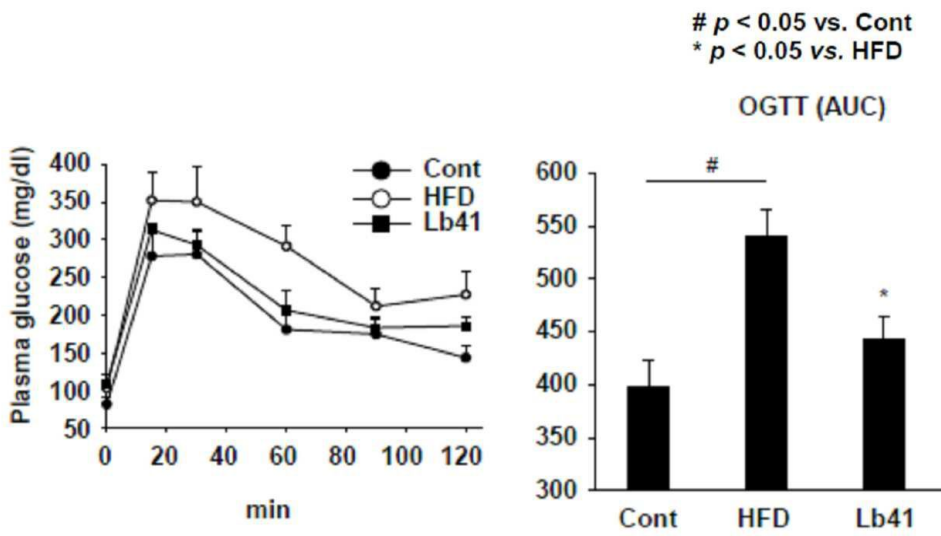 # p < 0.05 vs. Cont
* p < 0.05 vs. HFD
OGTT (AUC)
Plasma glucose (mg/dl)
400
350
300
250
200
150
100
50
0 20 40 60 80 100 120
min
Cont
HFD
Lb41
600
550
500
450
400
350
300
#
*
Cont HFD Lb41